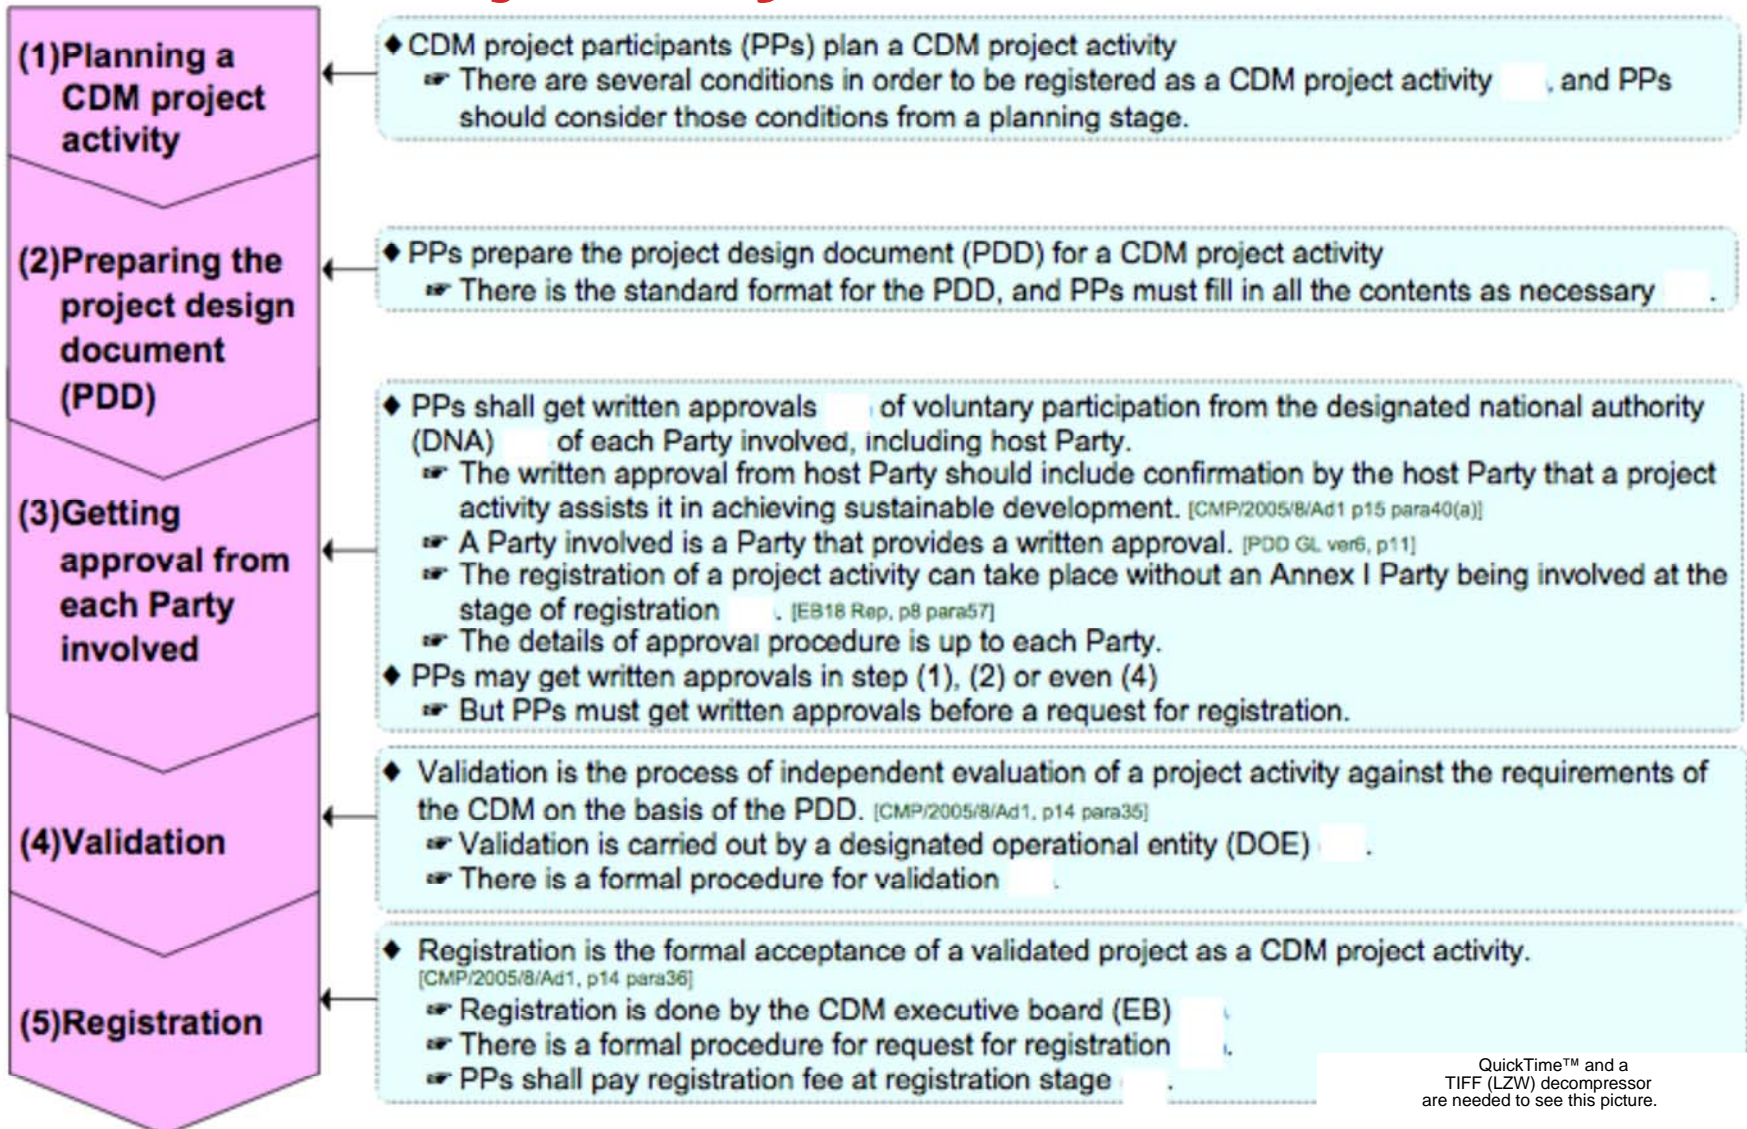 (1)Planning a
CDM project
activity
◆ CDM project participants (PPs) plan a CDM project activity
☞ There are several conditions in order to be registered as a CDM project activity , and PPs
should consider those conditions from a planning stage.
(2)Preparing the
project design
document
(PDD)
◆ PPs prepare the project design document (PDD) for a CDM project activity
☞ There is the standard format for the PDD, and PPs must fill in all the contents as necessary .
(3)Getting
approval from
each Party
involved
◆ PPs shall get written approvals of voluntary participation from the designated national authority
(DNA) of each Party involved, including host Party.
☞ The written approval from host Party should include confirmation by the host Party that a project
activity assists it in achieving sustainable development. [CMP/2005/8/Ad1 p15 para40(a)]
☞ A Party involved is a Party that provides a written approval. [PDD GL ver6, p11]
☞ The registration of a project activity can take place without an Annex I Party being involved at the
stage of registration . [EB18 Rep, p8 para57]
☞ The details of approval procedure is up to each Party.
◆ PPs may get written approvals in step (1), (2) or even (4)
☞ But PPs must get written approvals before a request for registration.
(4)Validation
◆ Validation is the process of independent evaluation of a project activity against the requirements of
the CDM on the basis of the PDD. [CMP/2005/8/Ad1, p14 para35]
☞ Validation is carried out by a designated operational entity (DOE) .
☞ There is a formal procedure for validation .
(5)Registration
◆ Registration is the formal acceptance of a validated project as a CDM project activity.
[CMP/2005/8/Ad1, p14 para36]
☞ Registration is done by the CDM executive board (EB)
☞ There is a formal procedure for request for registration .
☞ PPs shall pay registration fee at registration stage .
QuickTime™ and a
TIFF (LZW) decompressor
are needed to see this picture.